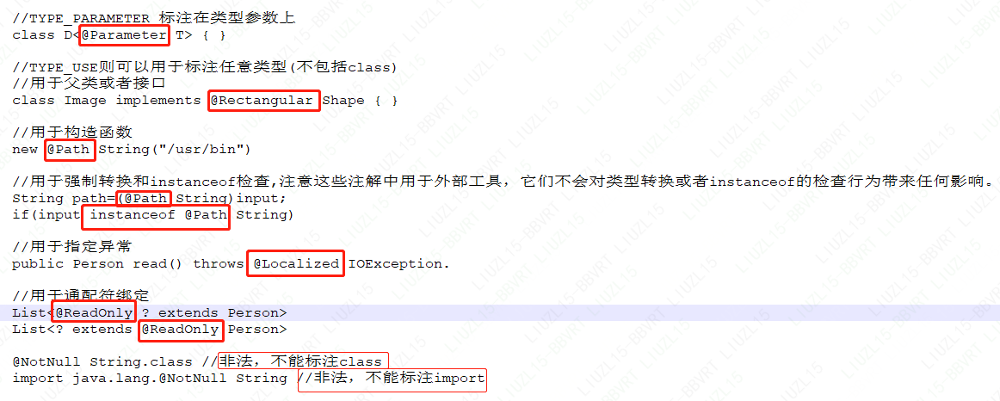 //TYPE_PARAMETER 标注在类型参数上
class D<@Parameter T> { }
//TYPE_USE则可以用于标注任意类型(不包括class)
//用于父类或者接口
class Image implements @Rectangular Shape { }
//用于构造函数
new @Path String("/usr/bin")
//用于强制转换和instanceof检查,注意这些注解中用于外部工具，它们不会对类型转换或者instanceof的检查行为带来任何影响。
String path=(@Path String)input;
if(input instanceof @Path String)
//用于指定异常
public Person read() throws @Localized IOException.
//用于通配符绑定
List<@ReadOnly ? extends Person>
List<? extends @ReadOnly Person>
@NotNull String.class //非法，不能标注class
import java.lang.@NotNull String //非法，不能标注import